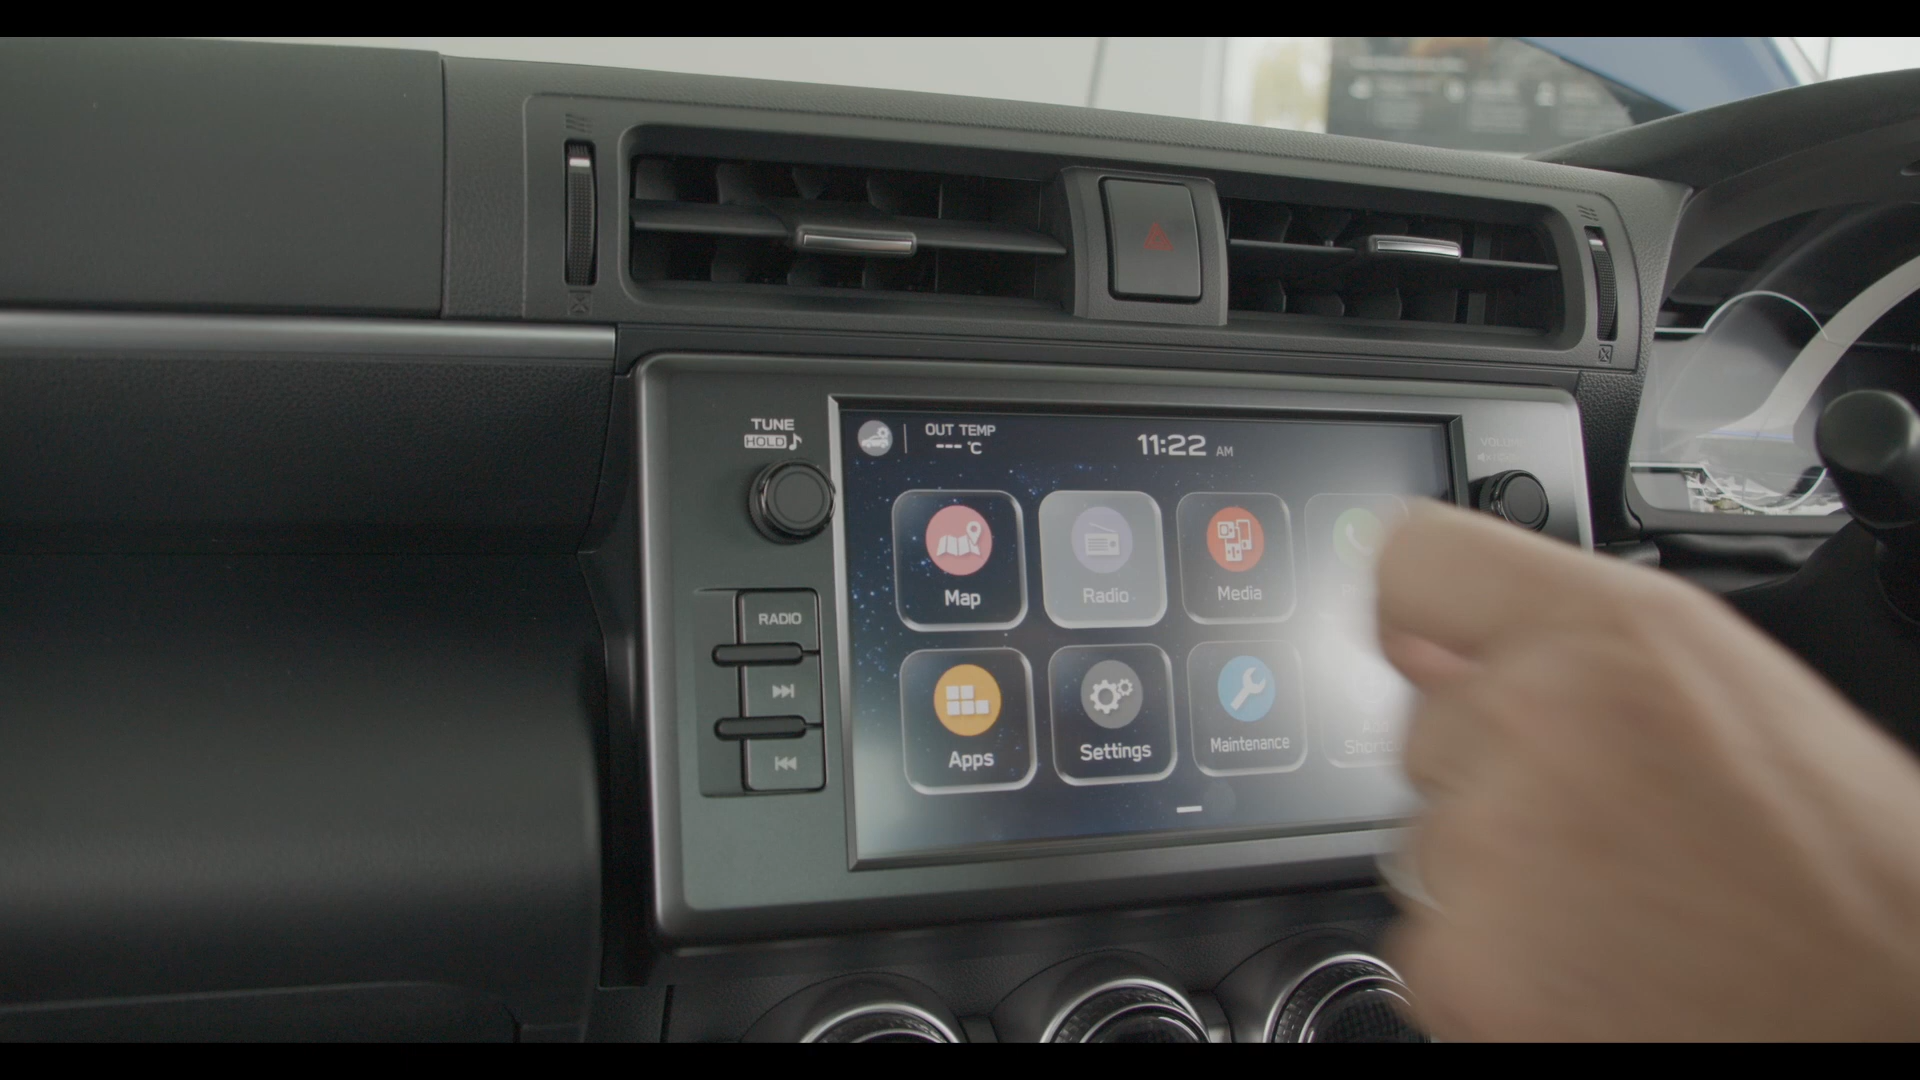 TUNE
HOLD
OUT TEMP
--- °C
11:22 AM
RADIO
Map
Radio
Media
Apps
Settings
Maintenance